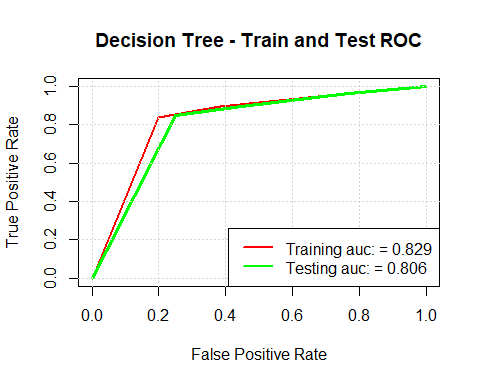 Decision Tree - Train and Test ROC
True Positive Rate
1.0
0.8
0.6
0.4
0.2
0.0
Training auc: = 0.829
Testing auc: = 0.806
0.0 0.2 0.4 0.6 0.8 1.0
False Positive Rate